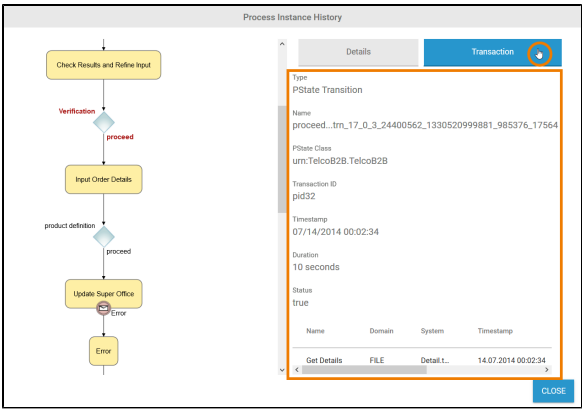 Process Instance History
Check Results and Refine Input
Verification
proceed
Input Order Details
product definition
proceed
Update Super Office
Error
Error
Details
Transaction
Type
PState Transition
Name
proceed...trn_17_0_3_24400562_1330520999881_985376_17564
PState Class
urn:TelcoB2B.TelcoB2B
Transaction ID
pid32
Timestamp
07/14/2014 00:02:34
Duration
10 seconds
Status
true
Name Domain System Timestamp
Get Details FILE Detail.t... 14.07.2014 00:02:34
CLOSE